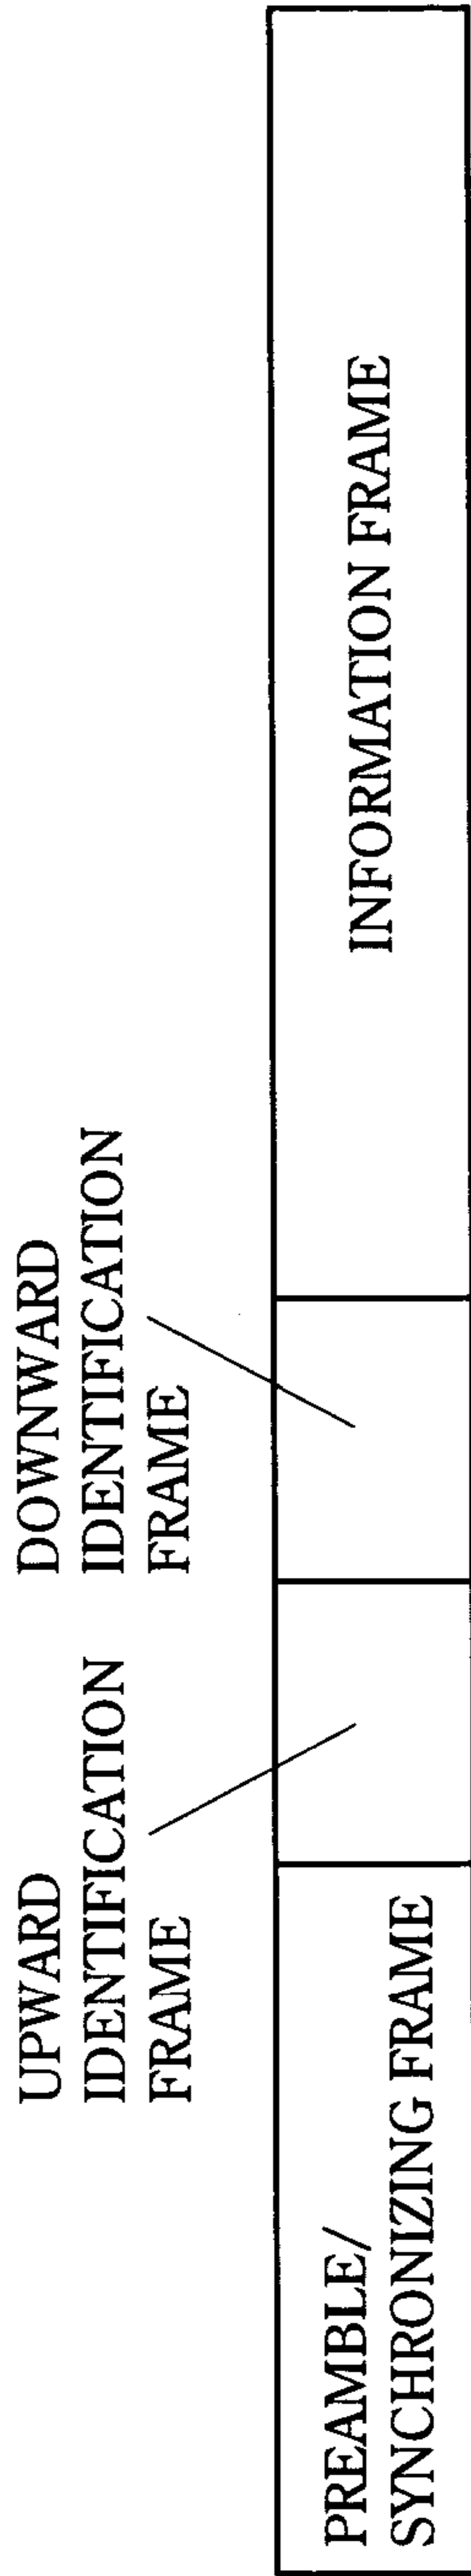 UPWARD
IDENTIFICATION
FRAME
DOWNWARD
IDENTIFICATION
FRAME
PREAMBLE/
SYNCHRONIZING FRAME
INFORMATION FRAME